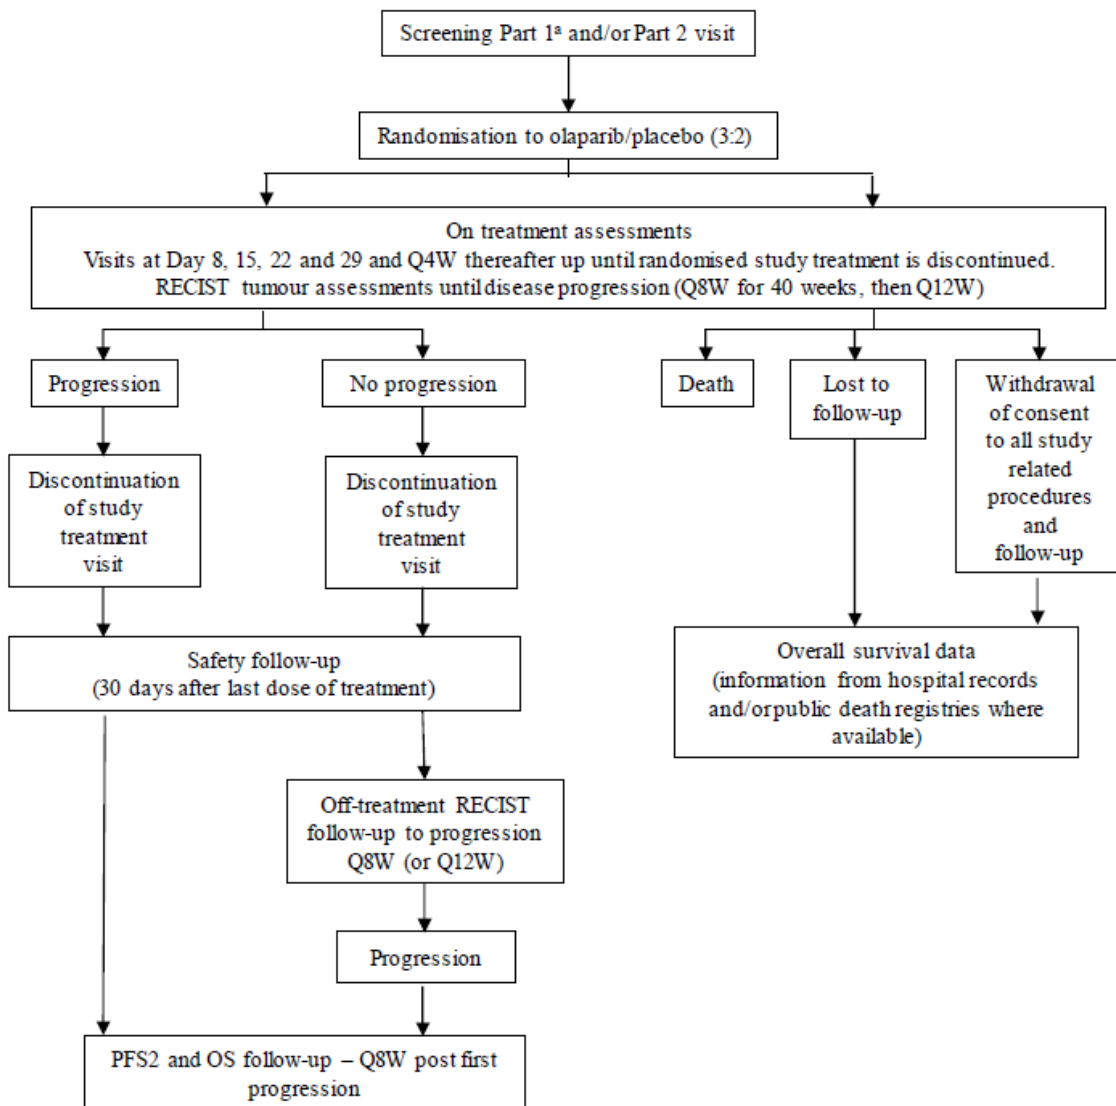 Screening Part 1ᵃ and/or Part 2 visit
Randomisation to olaparib/placebo (3:2)
On treatment assessments
Visits at Day 8, 15, 22 and 29 and Q4W thereafter up until randomised study treatment is discontinued.
RECIST tumour assessments until disease progression (Q8W for 40 weeks, then Q12W)
Progression
No progression
Death
Lost to
follow-up
Withdrawal
of consent
to all study
related
procedures
and
follow-up
Discontinuation
of study
treatment
visit
Discontinuation
of study
treatment
visit
Safety follow-up
(30 days after last dose of treatment)
Overall survival data
(information from hospital records
and/orpublic death registries where
available)
Off-treatment RECIST
follow-up to progression
Q8W (or Q12W)
Progression
PFS2 and OS follow-up – Q8W post first
progression